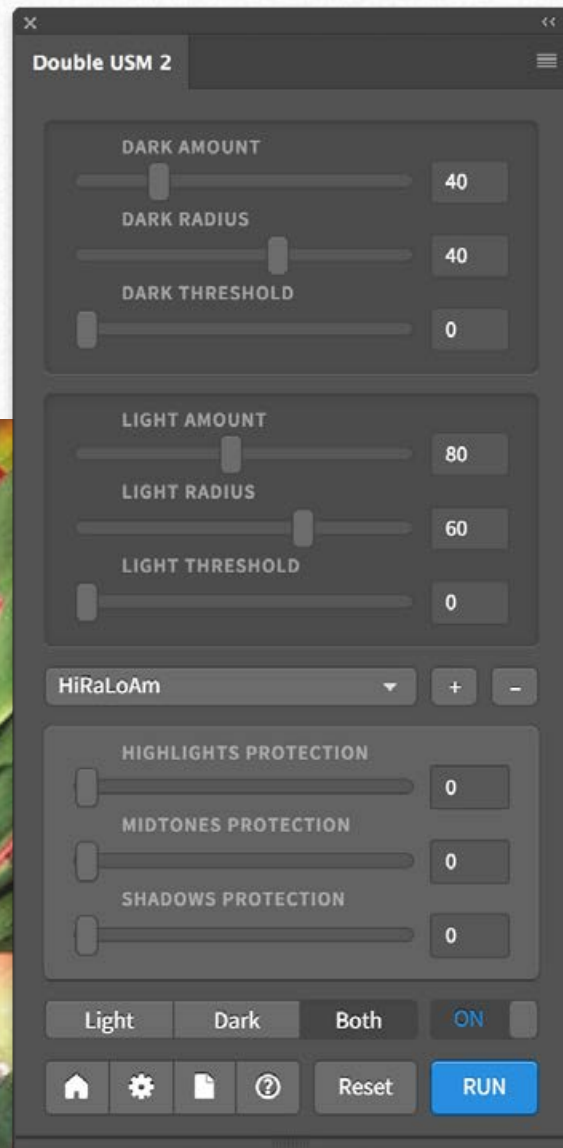 Double USM 2
DARK AMOUNT
40
DARK RADIUS
40
DARK THRESHOLD
0
LIGHT AMOUNT
80
LIGHT RADIUS
60
LIGHT THRESHOLD
0
HiRaLoAm + -
HIGHLIGHTS PROTECTION
0
MIDTONES PROTECTION
0
SHADOWS PROTECTION
0
Light Dark Both ON
Reset RUN